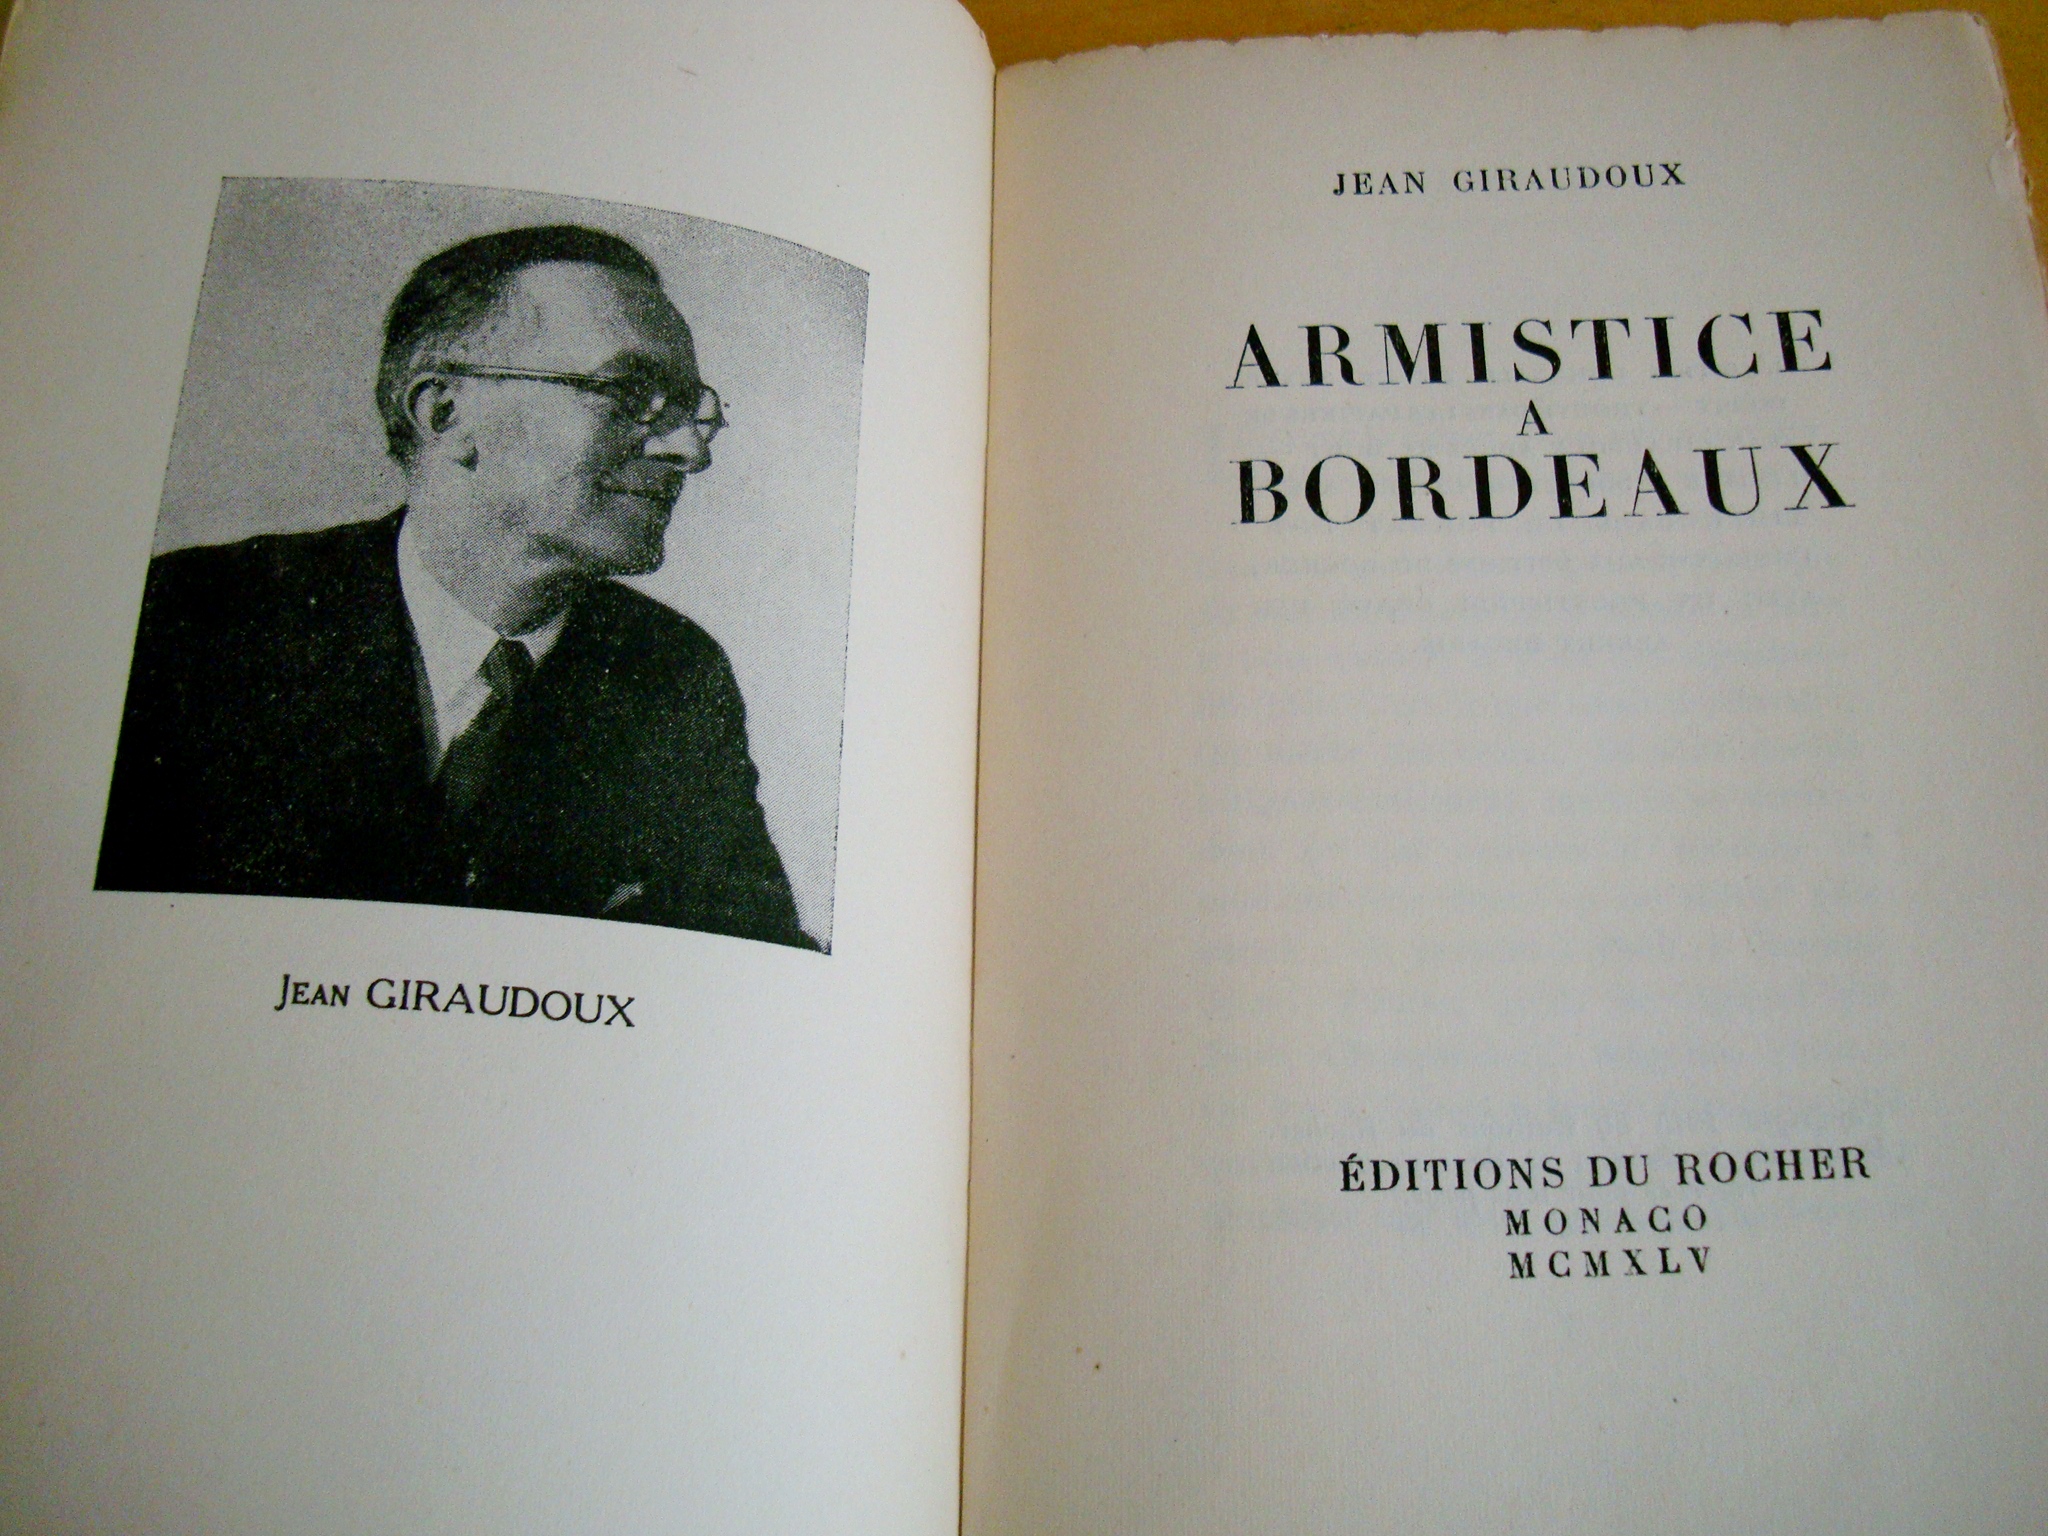 Jean GIRAUDOUX
JEAN GIRAUDOUX
ARMISTICE
A
BORDEAUX
ÉDITIONS DU ROCHER
MONACO
MCMXLV